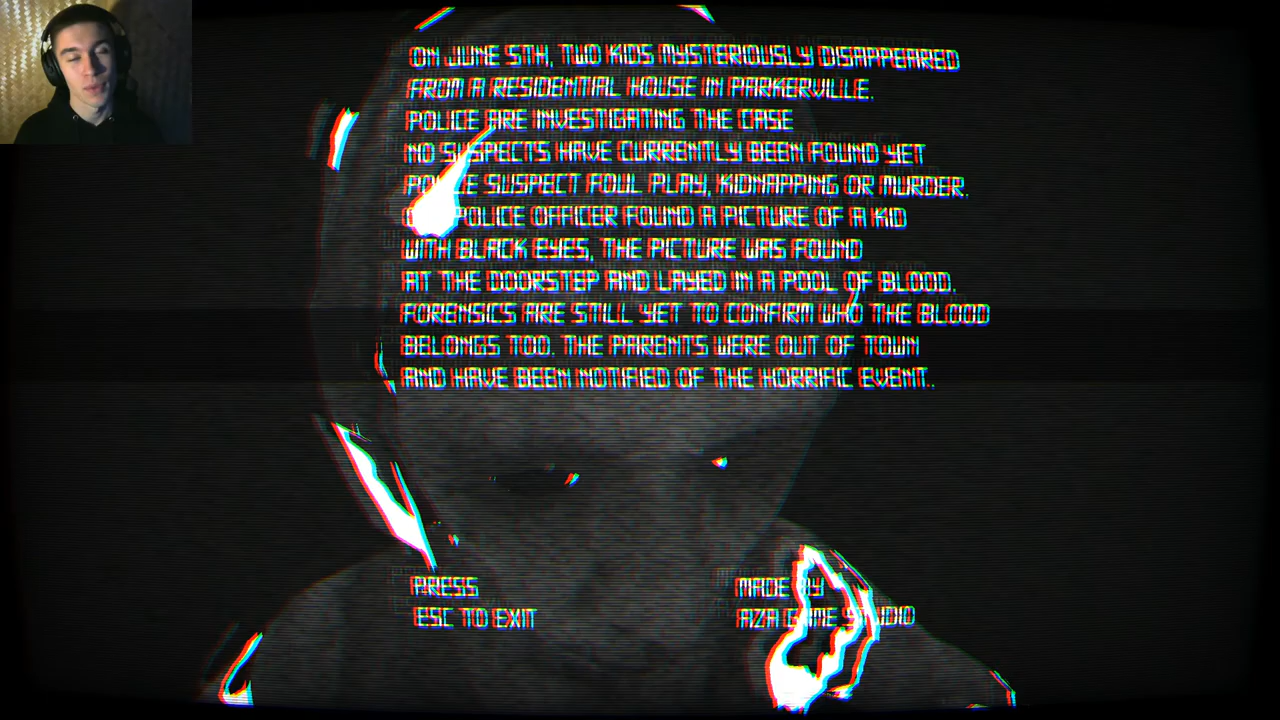 ON JUNE 5TH, TWO KIDS MYSTERIOUSLY DISAPPEARED
FROM A RESIDENTIAL HOUSE IN PARKERVILLE.
POLICE ARE INVESTIGATING THE CASE
NO SUSPECTS HAVE CURRENTLY BEEN FOUND YET
POLICE SUSPECT FOUL PLAY, KIDNAPPING OR MURDER.
POLICE OFFICER FOUND A PICTURE OF A KID
WITH BLACK EYES, THE PICTURE WAS FOUND
AT THE DOORSTEP AND LAYED IN A POOL OF BLOOD.
FORENSICS ARE STILL YET TO CONFIRM WHO THE BLOOD
BELONGS TOO. THE PARENTS WERE OUT OF TOWN
AND HAVE BEEN NOTIFIED OF THE HORRIFIC EVENT..
PRESS
ESC TO EXIT
MADE BY
AZA GAME STUDIO